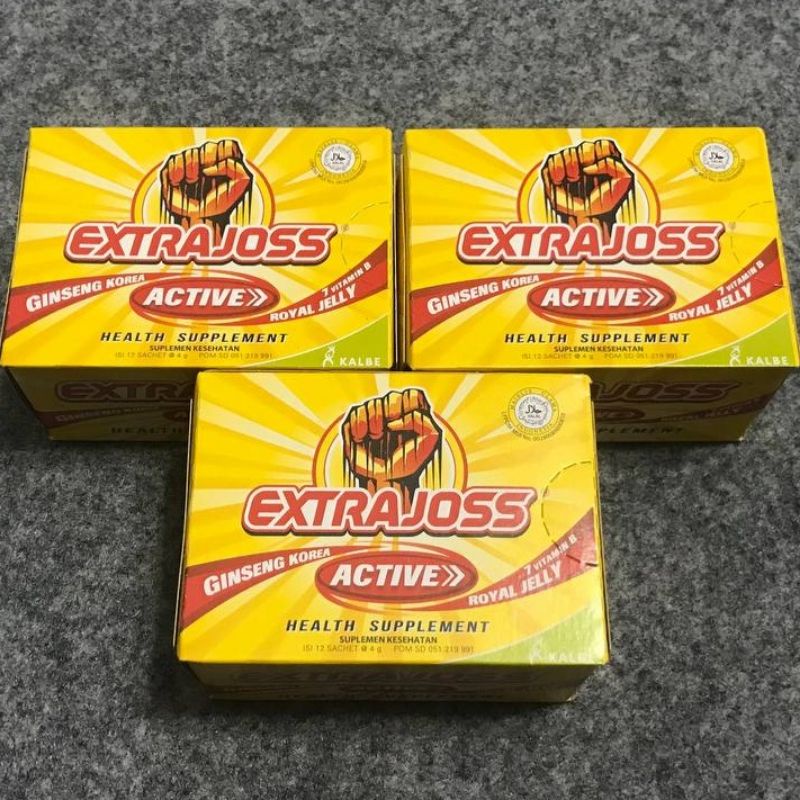 EXTRAJOSS
GINSENG KOREA
ACTIVE
7 VITAMIN B
ROYAL JELLY
HEALTH SUPPLEMENT
SUPLEMEN KESEHATAN
ISI 12 SACHET @ 4 g POM SD 051 219 991
KALBE
EXTRAJOSS
GINSENG KOREA
ACTIVE
7 VITAMIN B
ROYAL JELLY
HEALTH SUPPLEMENT
SUPLEMEN KESEHATAN
ISI 12 SACHET @ 4 g POM SD 051 219 991
KALBE
EXTRAJOSS
GINSENG KOREA
ACTIVE
7 VITAMIN B
ROYAL JELLY
HEALTH SUPPLEMENT
SUPLEMEN KESEHATAN
ISI 12 SACHET @ 4 g POM SD 051 219 991
KALBE